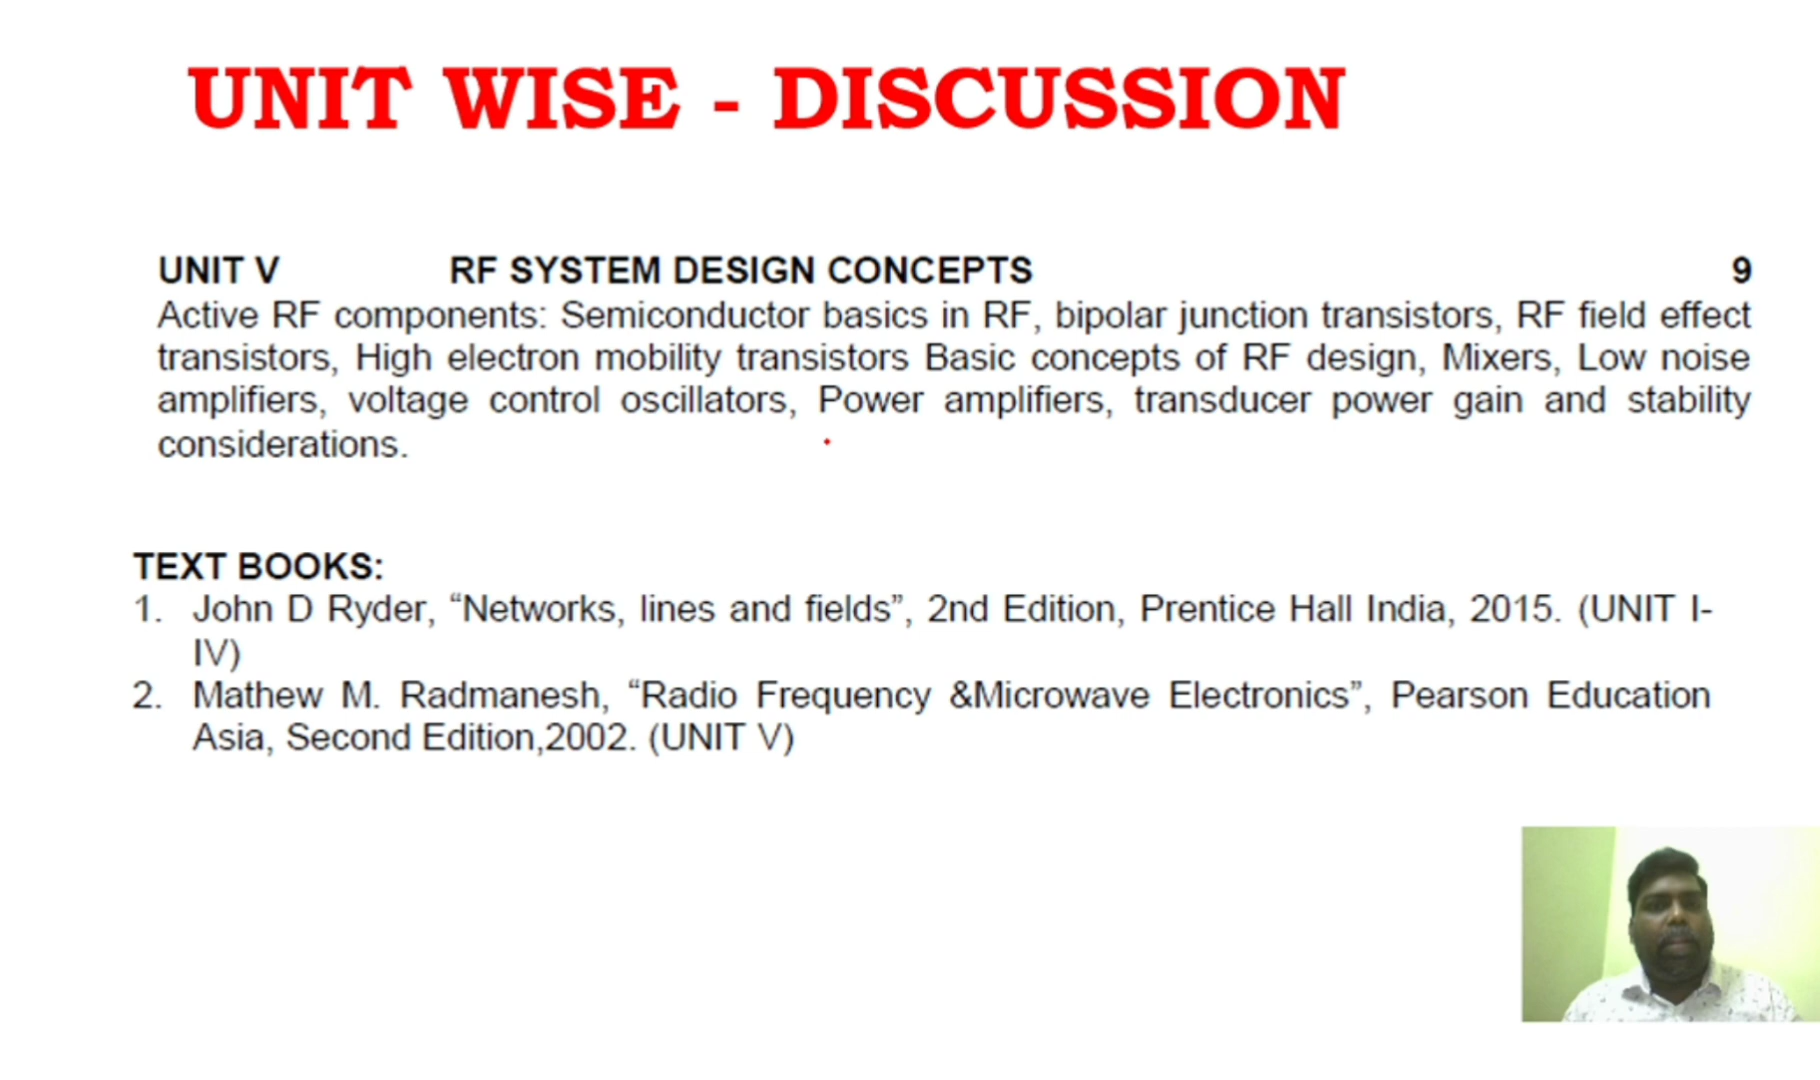 UNIT WISE - DISCUSSION
UNIT V RF SYSTEM DESIGN CONCEPTS 9
Active RF components: Semiconductor basics in RF, bipolar junction transistors, RF field effect
transistors, High electron mobility transistors Basic concepts of RF design, Mixers, Low noise
amplifiers, voltage control oscillators, Power amplifiers, transducer power gain and stability
considerations.
TEXT BOOKS:
1. John D Ryder, “Networks, lines and fields”, 2nd Edition, Prentice Hall India, 2015. (UNIT I-
IV)
2. Mathew M. Radmanesh, “Radio Frequency &Microwave Electronics”, Pearson Education
Asia, Second Edition,2002. (UNIT V)